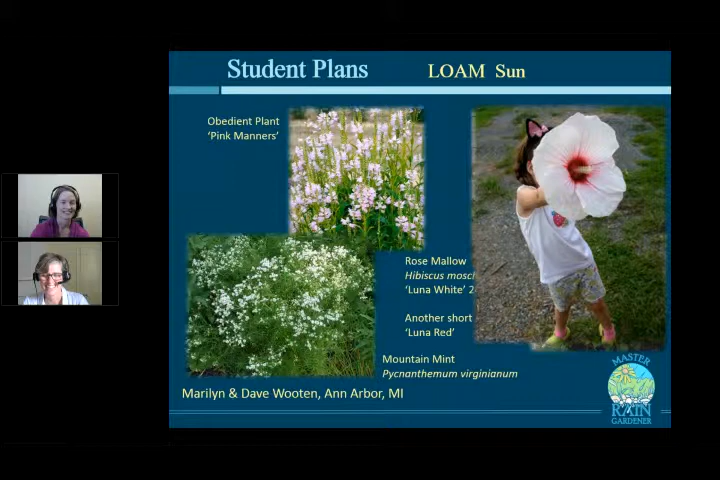 Student Plans
LOAM Sun
Obedient Plant
'Pink Manners'
Rose Mallow
Hibiscus
'Luna White' 2
Another short
'Luna Red'
Mountain Mint
Pycnanthemum virginianum
Marilyn & Dave Wooten, Ann Arbor, MI
MASTER
RAIN
GARDENER